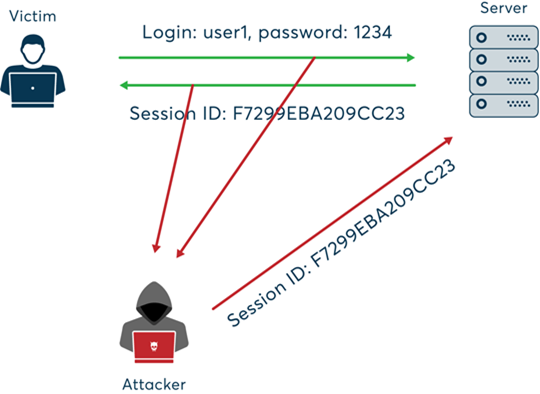 Victim
Server
Login: user1, password: 1234
Session ID: F7299EBA209CC23
Session ID: F7299EBA209CC23
Attacker